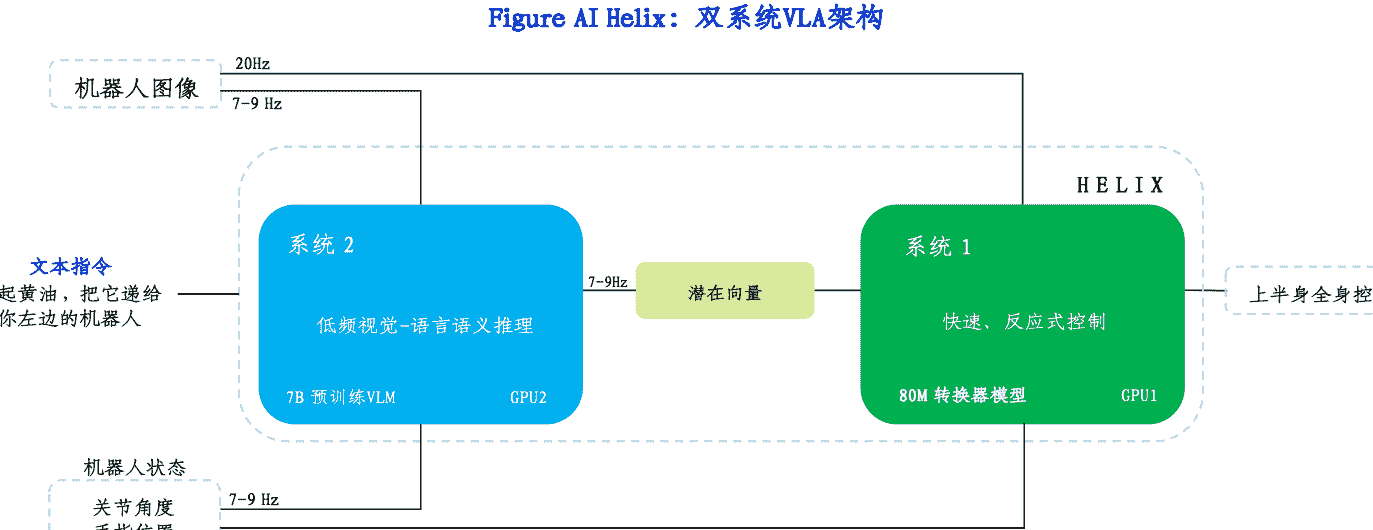 Figure AI Helix：双系统VLA架构
20Hz
机器人图像
7-9 Hz
HELIX
系统 2
系统 1
文本指令
起黄油，把它递给
你左边的机器人
7-9Hz
潜在向量
上半身全身控
低频视觉-语言语义推理
快速、反应式控制
7B 预训练VLM
GPU2
80M 转换器模型
GPU1
机器人状态
7-9 Hz
关节角度
手指位置